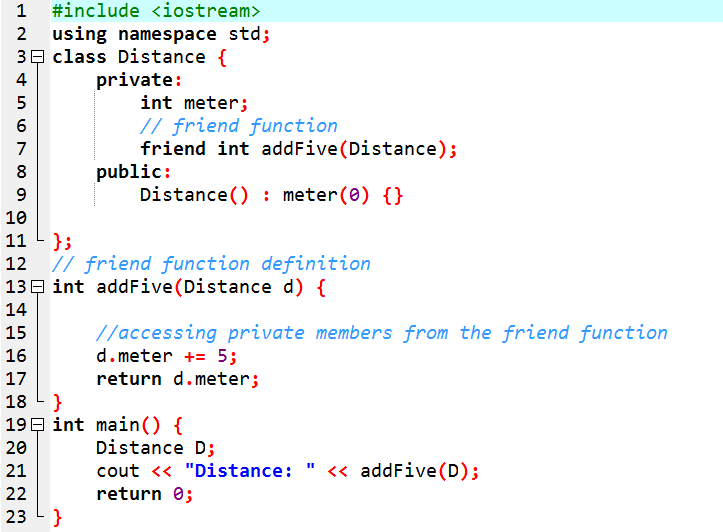 1 #include <iostream>
2 using namespace std;
3 class Distance {
4 private:
5 int meter;
6 // friend function
7 friend int addFive(Distance);
8 public:
9 Distance() : meter(0) {}
10
11 };
12 // friend function definition
13 int addFive(Distance d) {
14
15 //accessing private members from the friend function
16 d.meter += 5;
17 return d.meter;
18 }
19 int main() {
20 Distance D;
21 cout << "Distance: " << addFive(D);
22 return 0;
23 }